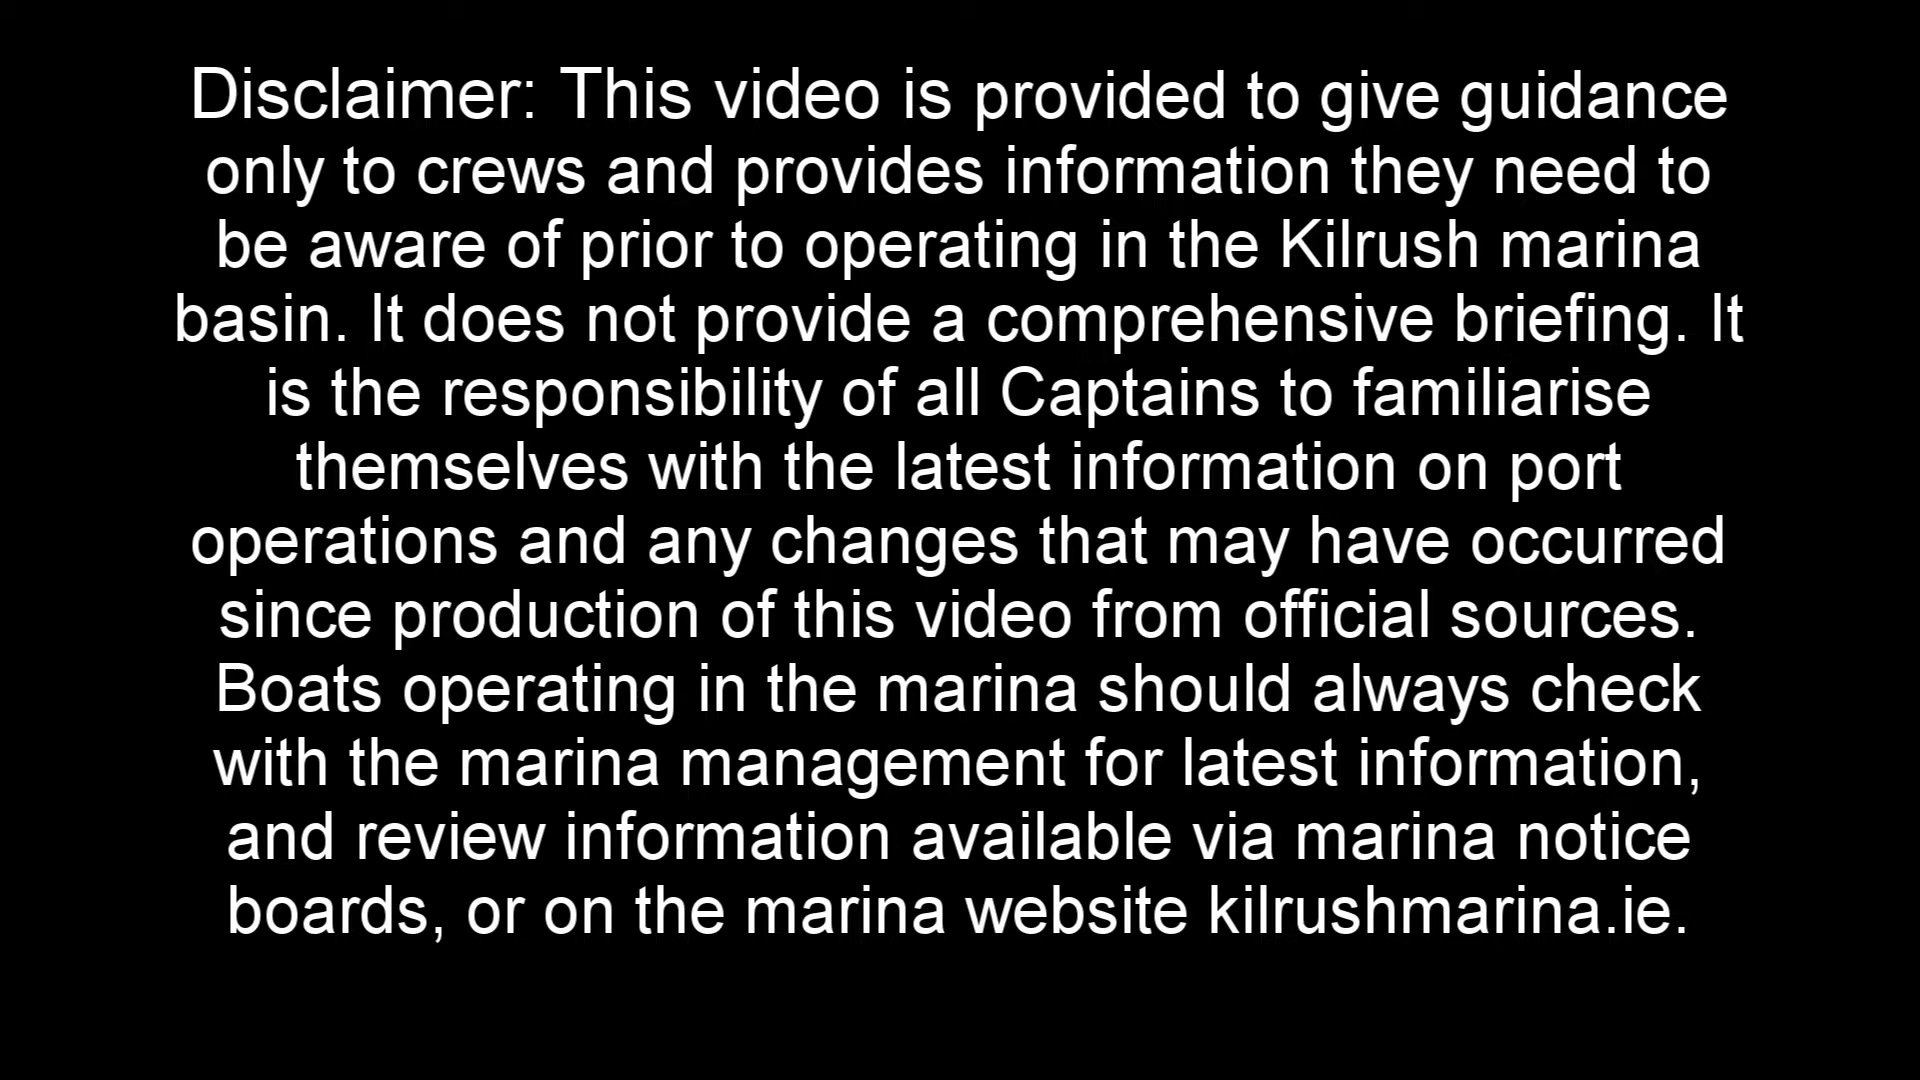 Disclaimer: This video is provided to give guidance
only to crews and provides information they need to
be aware of prior to operating in the Kilrush marina
basin. It does not provide a comprehensive briefing. It
is the responsibility of all Captains to familiarise
themselves with the latest information on port
operations and any changes that may have occurred
since production of this video from official sources.
Boats operating in the marina should always check
with the marina management for latest information,
and review information available via marina notice
boards, or on the marina website kilrushmarina.ie.